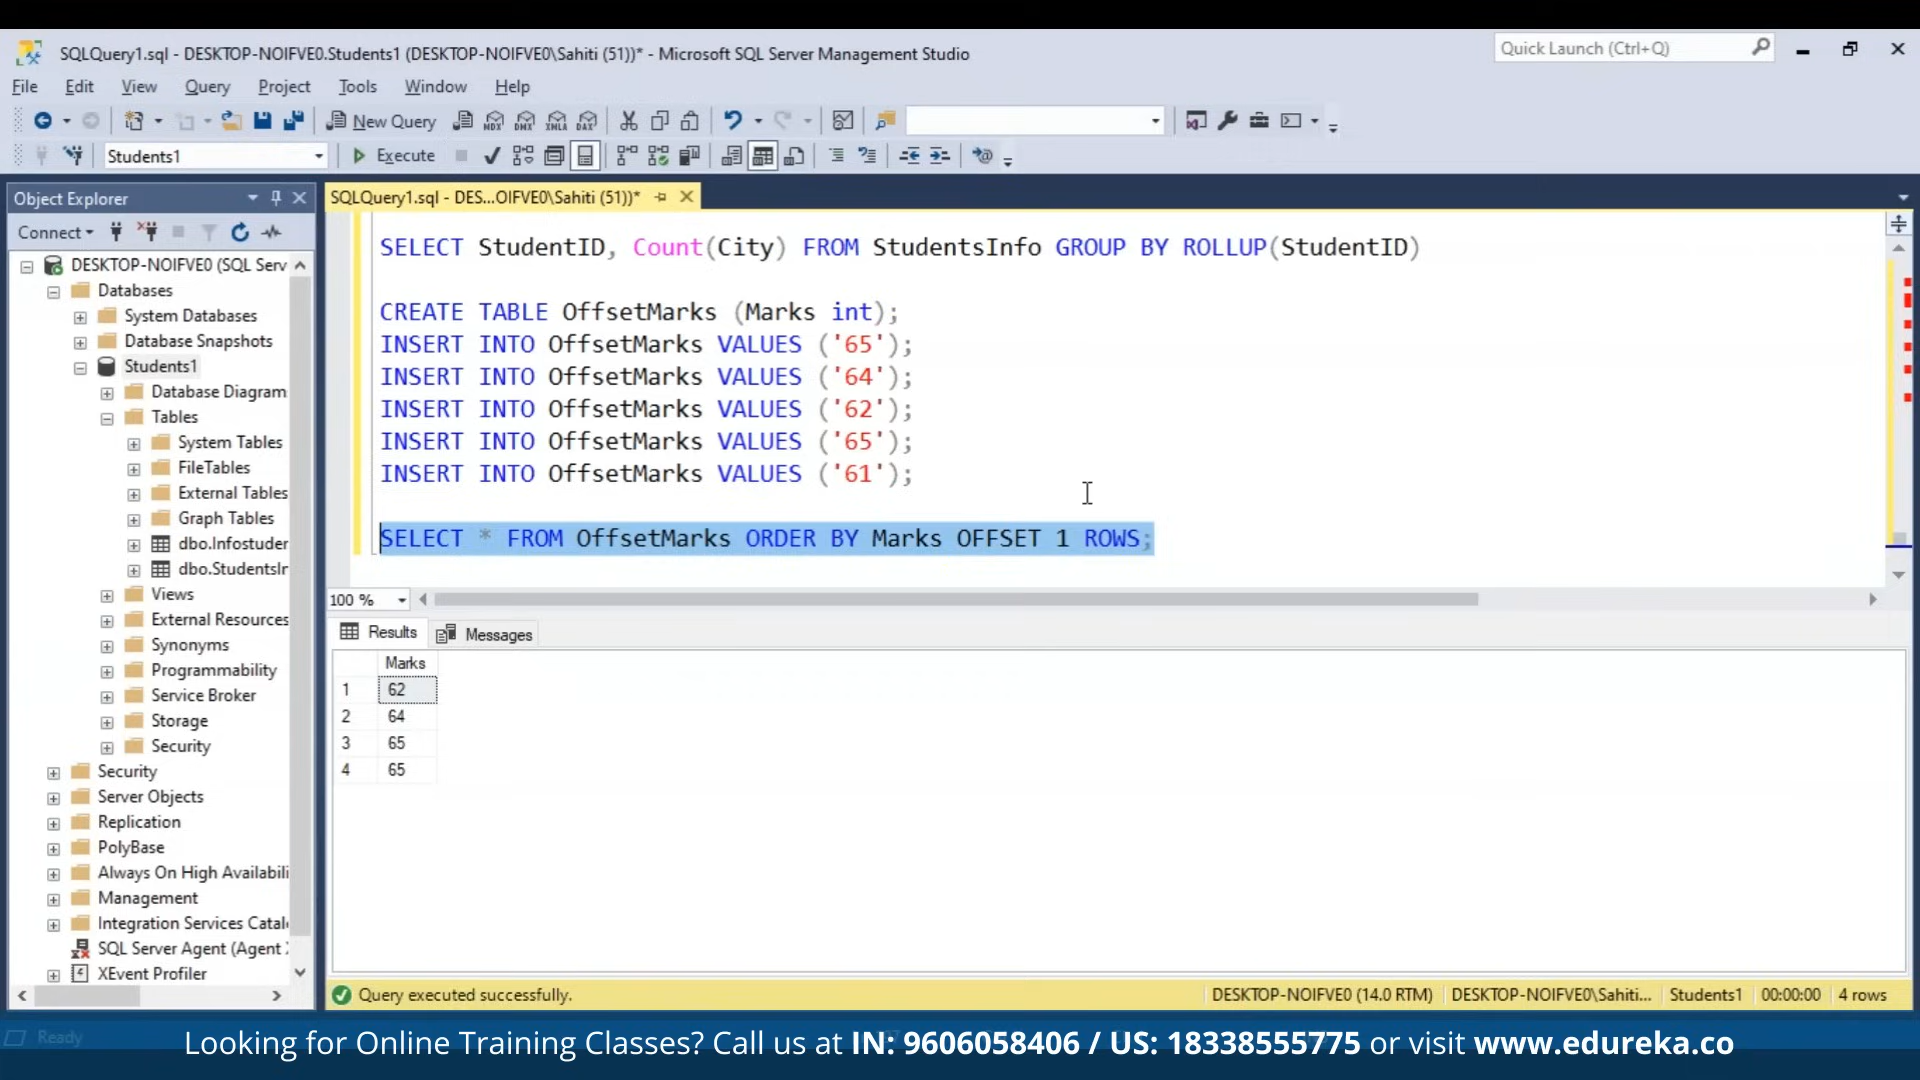 SQLQuery1.sql - DESKTOP-NOIFVE0.Students1 (DESKTOP-NOIFVE0\Sahiti (51))* - Microsoft SQL Server Management Studio
Quick Launch (Ctrl+Q)
File Edit View Query Project Tools Window Help
New Query MDX DMX XMLA DAX
Students1 Execute
Object Explorer
SQLQuery1.sql - DES...OIFVE0\Sahiti (51))*
Connect
DESKTOP-NOIFVE0 (SQL Serv
Databases
System Databases
Database Snapshots
Students1
Database Diagram
Tables
System Tables
FileTables
External Tables
Graph Tables
dbo.Infostuder
dbo.StudentsIr
Views
External Resources
Synonyms
Programmability
Service Broker
Storage
Security
Security
Server Objects
Replication
PolyBase
Always On High Availabili
Management
Integration Services Catal
SQL Server Agent (Agent
XEvent Profiler
SELECT StudentID, Count(City) FROM StudentsInfo GROUP BY ROLLUP(StudentID)
CREATE TABLE OffsetMarks (Marks int);
INSERT INTO OffsetMarks VALUES ('65');
INSERT INTO OffsetMarks VALUES ('64');
INSERT INTO OffsetMarks VALUES ('62');
INSERT INTO OffsetMarks VALUES ('65');
INSERT INTO OffsetMarks VALUES ('61');
SELECT * FROM OffsetMarks ORDER BY Marks OFFSET 1 ROWS;
100 %
Results Messages
Marks
1 62
2 64
3 65
4 65
Query executed successfully. DESKTOP-NOIFVE0 (14.0 RTM) DESKTOP-NOIFVE0\Sahiti... Students1 00:00:00 4 rows
Ready
Looking for Online Training Classes? Call us at IN: 9606058406 / US: 18338555775 or visit www.edureka.co